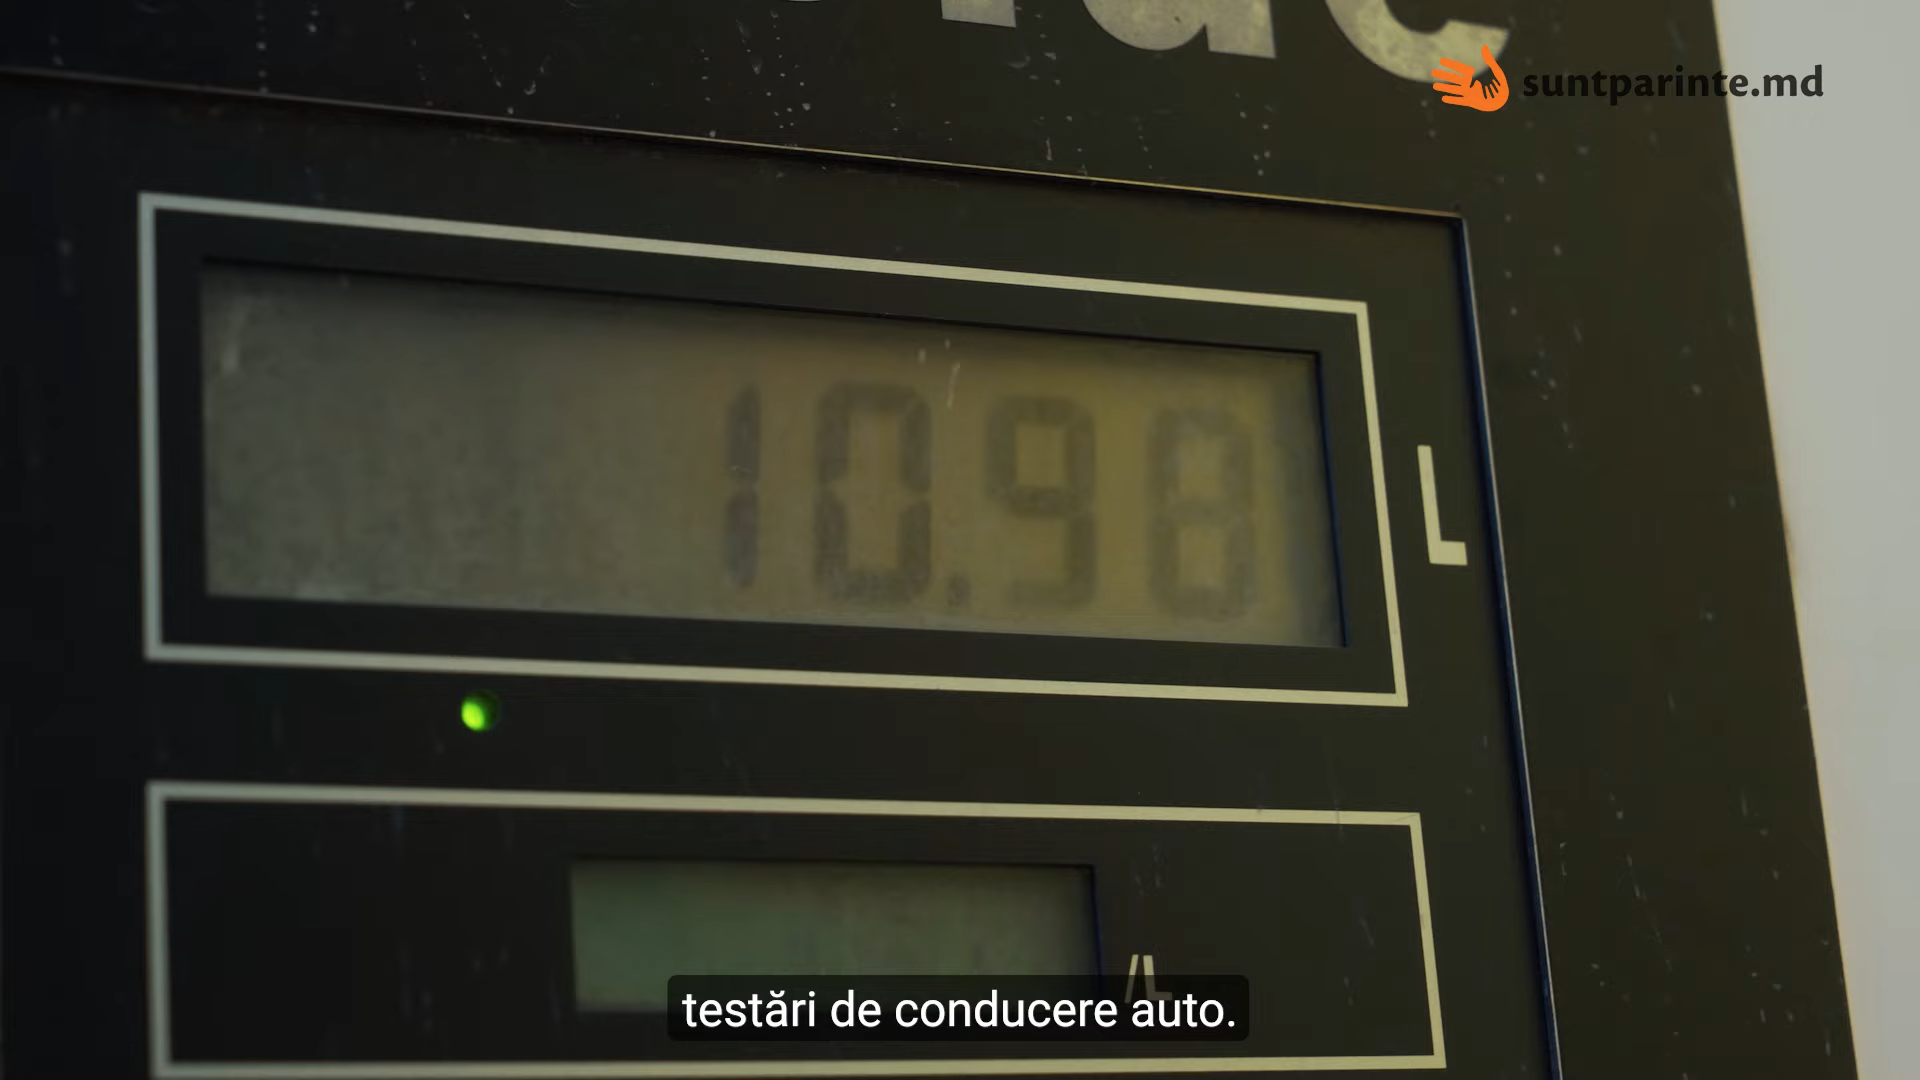 suntparinte.md
10.98
L
/L
testări de conducere auto.